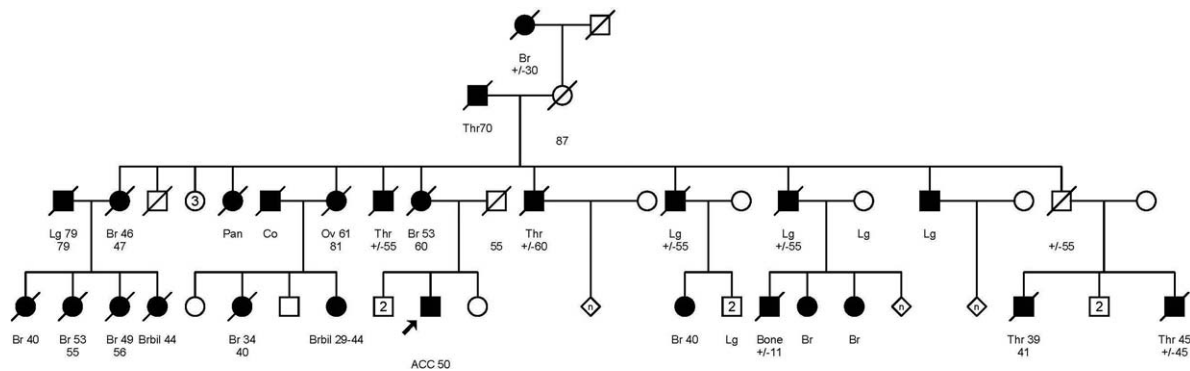 Br
+/-30
Thr70
87
3
Lg 79
79
Br 46
47
Pan
Co
Ov 61
81
Thr
+/-55
Br 53
60
55
Thr
+/-60
Lg
+/-55
Lg
+/-55
Lg
Lg
+/-55
2
n
2
n
n
2
Br 40
Br 53
55
Br 49
56
Brbil 44
Br 34
40
Brbil 29-44
ACC 50
Br 40
Lg
Bone
+/-11
Br
Br
Thr 39
41
Thr 45
+/-45